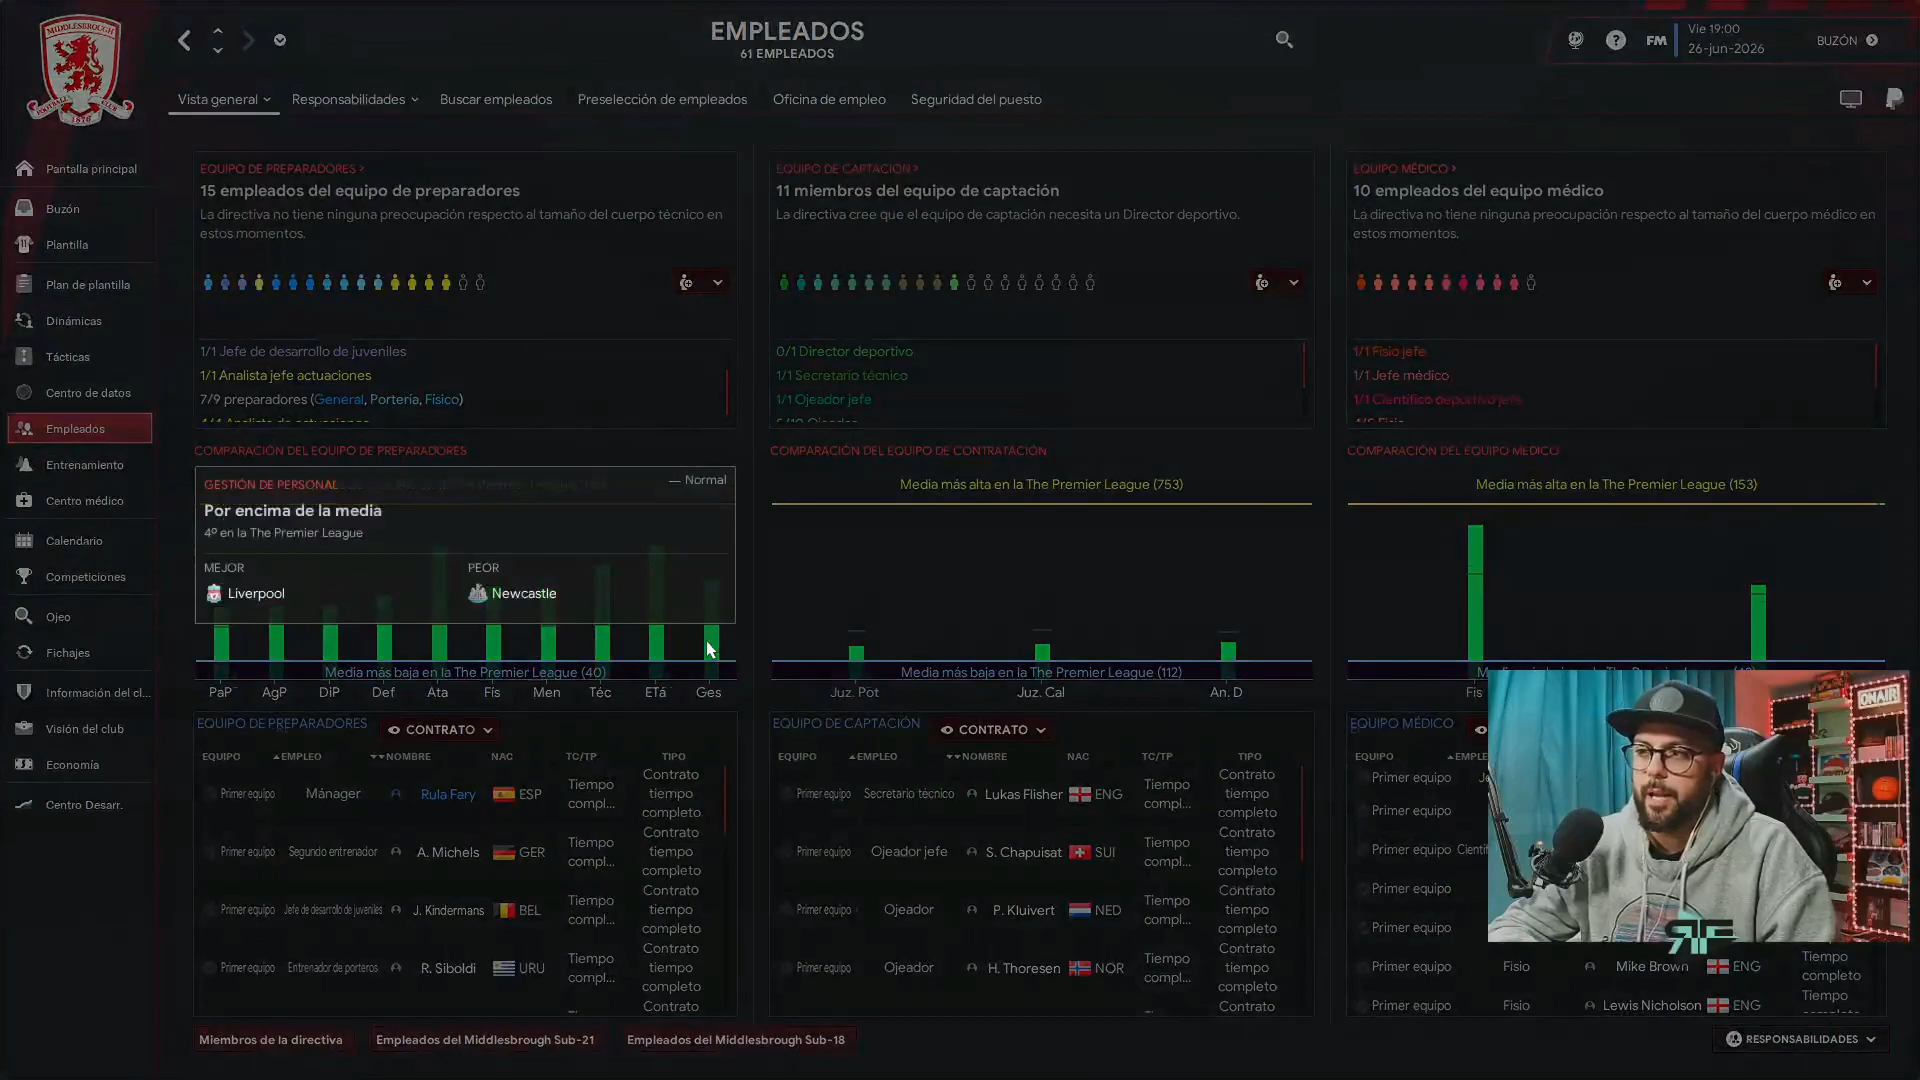 MIDDLESBROUGH
1876
EMPLEADOS
61 EMPLEADOS
FM
Vie 19:00
26-jun-2026
BUZÓN
Vista general
Responsabilidades
Buscar empleados
Preselección de empleados
Oficina de empleo
Seguridad del puesto
Pantalla principal
Buzón
Plantilla
Plan de plantilla
Dinámicas
Tácticas
Centro de datos
Empleados
Entrenamiento
Centro médico
Calendario
Competiciones
Ojeo
Fichajes
Información del cl...
Visión del club
Economía
Centro Desarr.
EQUIPO DE PREPARADORES >
15 empleados del equipo de preparadores
La directiva no tiene ninguna preocupación respecto al tamaño del cuerpo técnico en
estos momentos.
1/1 Jefe de desarrollo de juveniles
1/1 Analista jefe actuaciones
7/9 preparadores (General, Portería, Físico)
EQUIPO DE CAPTACIÓN >
11 miembros del equipo de captación
La directiva cree que el equipo de captación necesita un Director deportivo.
0/1 Director deportivo
1/1 Secretario técnico
1/1 Ojeador jefe
EQUIPO MÉDICO >
10 empleados del equipo médico
La directiva no tiene ninguna preocupación respecto al tamaño del cuerpo médico en
estos momentos.
1/1 Fisio jefe
1/1 Jefe médico
1/1 Científico deportivo jefe
COMPARACIÓN DEL EQUIPO DE PREPARADORES
GESTIÓN DE PERSONAL
— Normal
Por encima de la media
4º en la The Premier League
MEJOR
PEOR
Liverpool
Newcastle
Media más baja en la The Premier League (40)
PaP AgP DiP Def Ata Fís Men Téc ETá Ges
COMPARACIÓN DEL EQUIPO DE CONTRATACIÓN
Media más alta en la The Premier League (753)
Media más baja en la The Premier League (112)
Juz. Pot Juz. Cal An. D
COMPARACIÓN DEL EQUIPO MÉDICO
Media más alta en la The Premier League (153)
Fis
EQUIPO DE PREPARADORES
CONTRATO
EQUIPO EMPLEO NOMBRE NAC TC/TP TIPO
Primer equipo Mánager Rula Fary ESP Tiempo compl... Contrato tiempo completo
Primer equipo Segundo entrenador A. Michels GER Tiempo compl... Contrato tiempo completo
Primer equipo Jefe de desarrollo de juveniles J. Kindermans BEL Tiempo compl... Contrato tiempo completo
Primer equipo Entrenador de porteros R. Siboldi URU Tiempo compl... Contrato tiempo completo
Contrato
EQUIPO DE CAPTACIÓN
CONTRATO
EQUIPO EMPLEO NOMBRE NAC TC/TP TIPO
Primer equipo Secretario técnico Lukas Flisher ENG Tiempo compl... Contrato tiempo completo
Primer equipo Ojeador jefe S. Chapuisat SUI Tiempo compl... Contrato tiempo completo
Primer equipo Ojeador P. Kluivert NED Tiempo compl... Contrato tiempo completo
Primer equipo Ojeador H. Thoresen NOR Tiempo compl... Contrato tiempo completo
Contrato
EQUIPO MÉDICO
EQUIPO
Primer equipo
Primer equipo
Primer equipo
Primer equipo
Primer equipo
Primer equipo Fisio Mike Brown ENG Tiempo completo
Primer equipo Fisio Lewis Nicholson ENG Tiempo
ON AIR
RTF
Miembros de la directiva
Empleados del Middlesbrough Sub-21
Empleados del Middlesbrough Sub-18
RESPONSABILIDADES